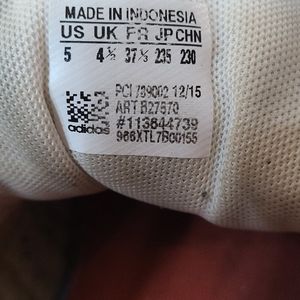 MADE IN INDONESIA
US UK FR JP CHN
5 4½ 37⅓ 235 230
PCI 789002 12/15
ART B27570
#113644739
966XTL7B00155
adidas